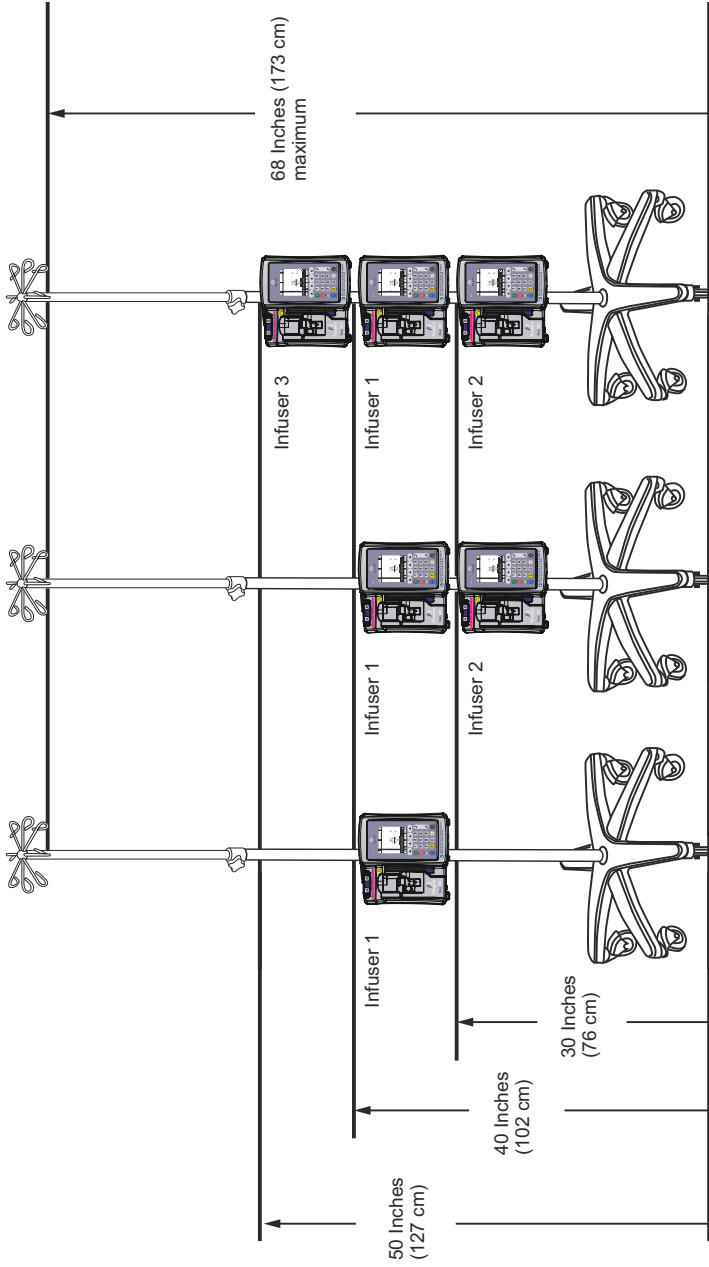 68 Inches (173 cm)
maximum
Infuser 3
Infuser 1
Infuser 2
Infuser 1
Infuser 2
Infuser 1
30 Inches
(76 cm)
40 Inches
(102 cm)
50 Inches
(127 cm)